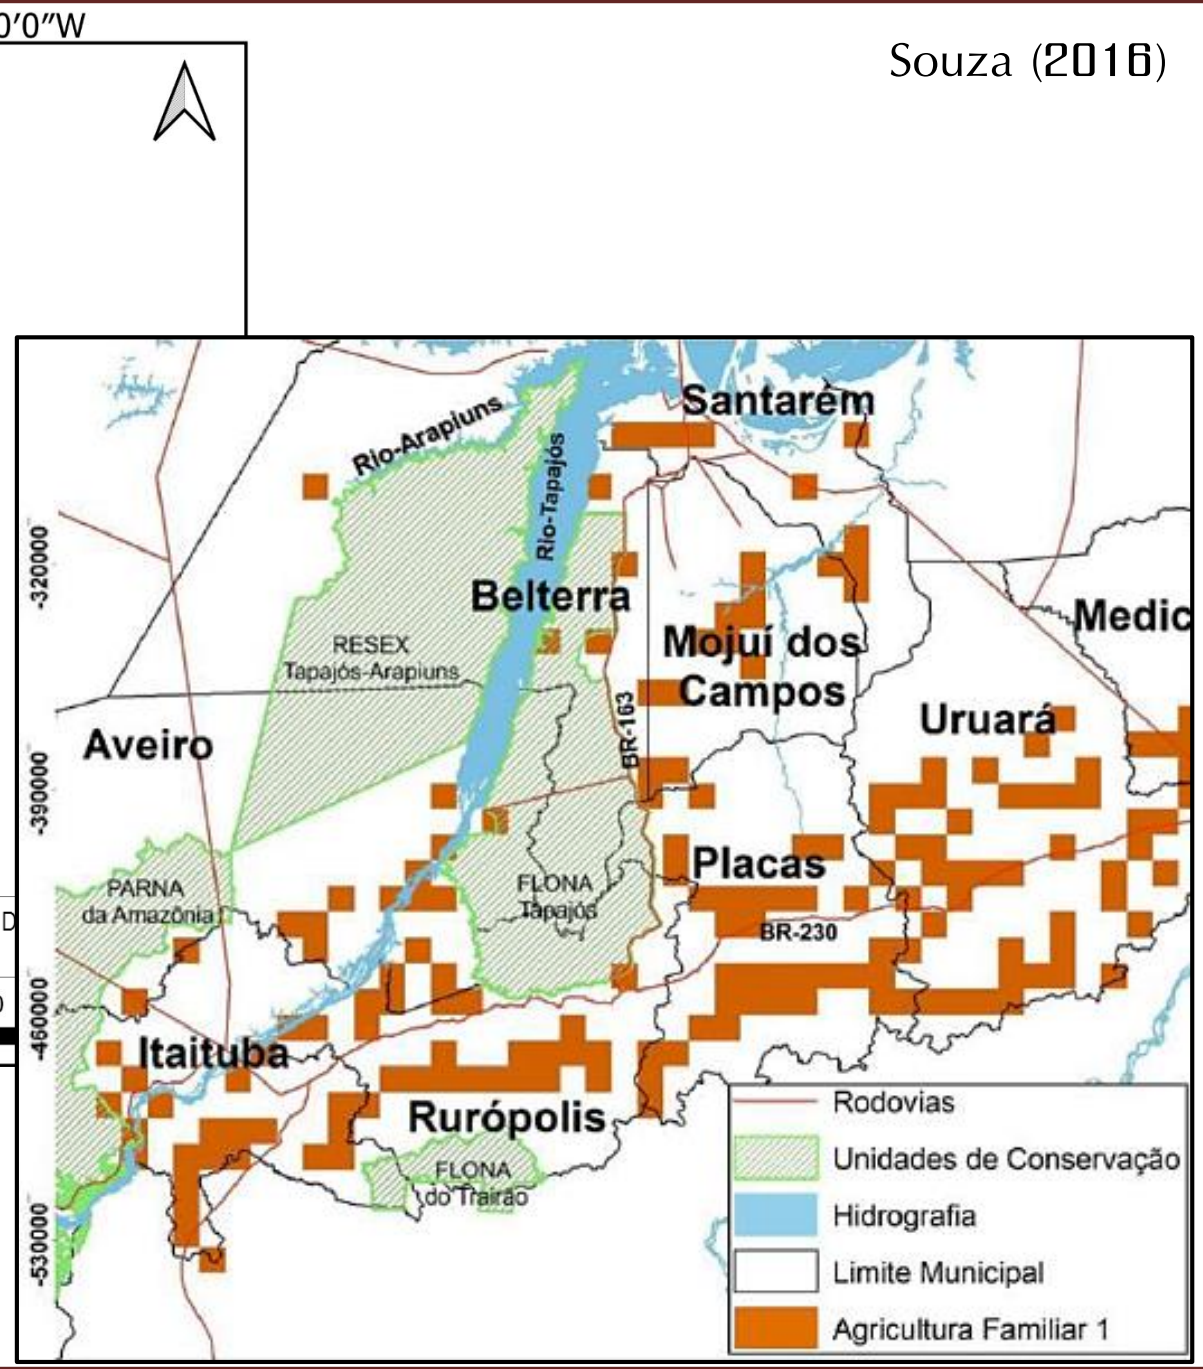 0'0"W
Souza (2016)
Santarém
Rio-Arapiuns
Rio-Tapajós
-320000
Belterra
Medic
RESEX
Tapajós-Arapiuns
Mojuí dos
Campos
BR-163
Uruará
Aveiro
-390000
Placas
PARNA
da Amazônia
FLONA
Tapajós
D
BR-230
-460000
Itaituba
Rurópolis
FLONA
do Trairão
-530000
Rodovias
Unidades de Conservação
Hidrografia
Limite Municipal
Agricultura Familiar 1